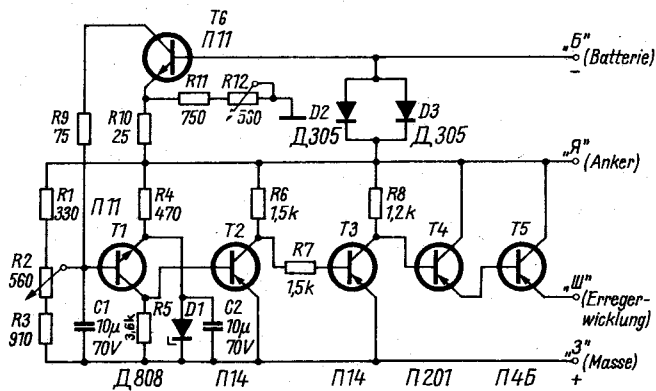 T6
П11
„Б"
(Batterie)
−
R11
750
R12
560
R9
75
R10
25
D2
Д305
D3
Д305
„Я"
(Anker)
R1
330
П11
R4
470
R6
1,5k
R8
1,2k
T1
T2
T3
T4
T5
R2
560
R7
1,5k
„Ш"
(Erreger-
wicklung)
R3
910
C1
10µ
70V
R5
3,6k
D1
C2
10µ
70V
„З"
(Masse)
+
Д808
П14
П14
П201
П4Б